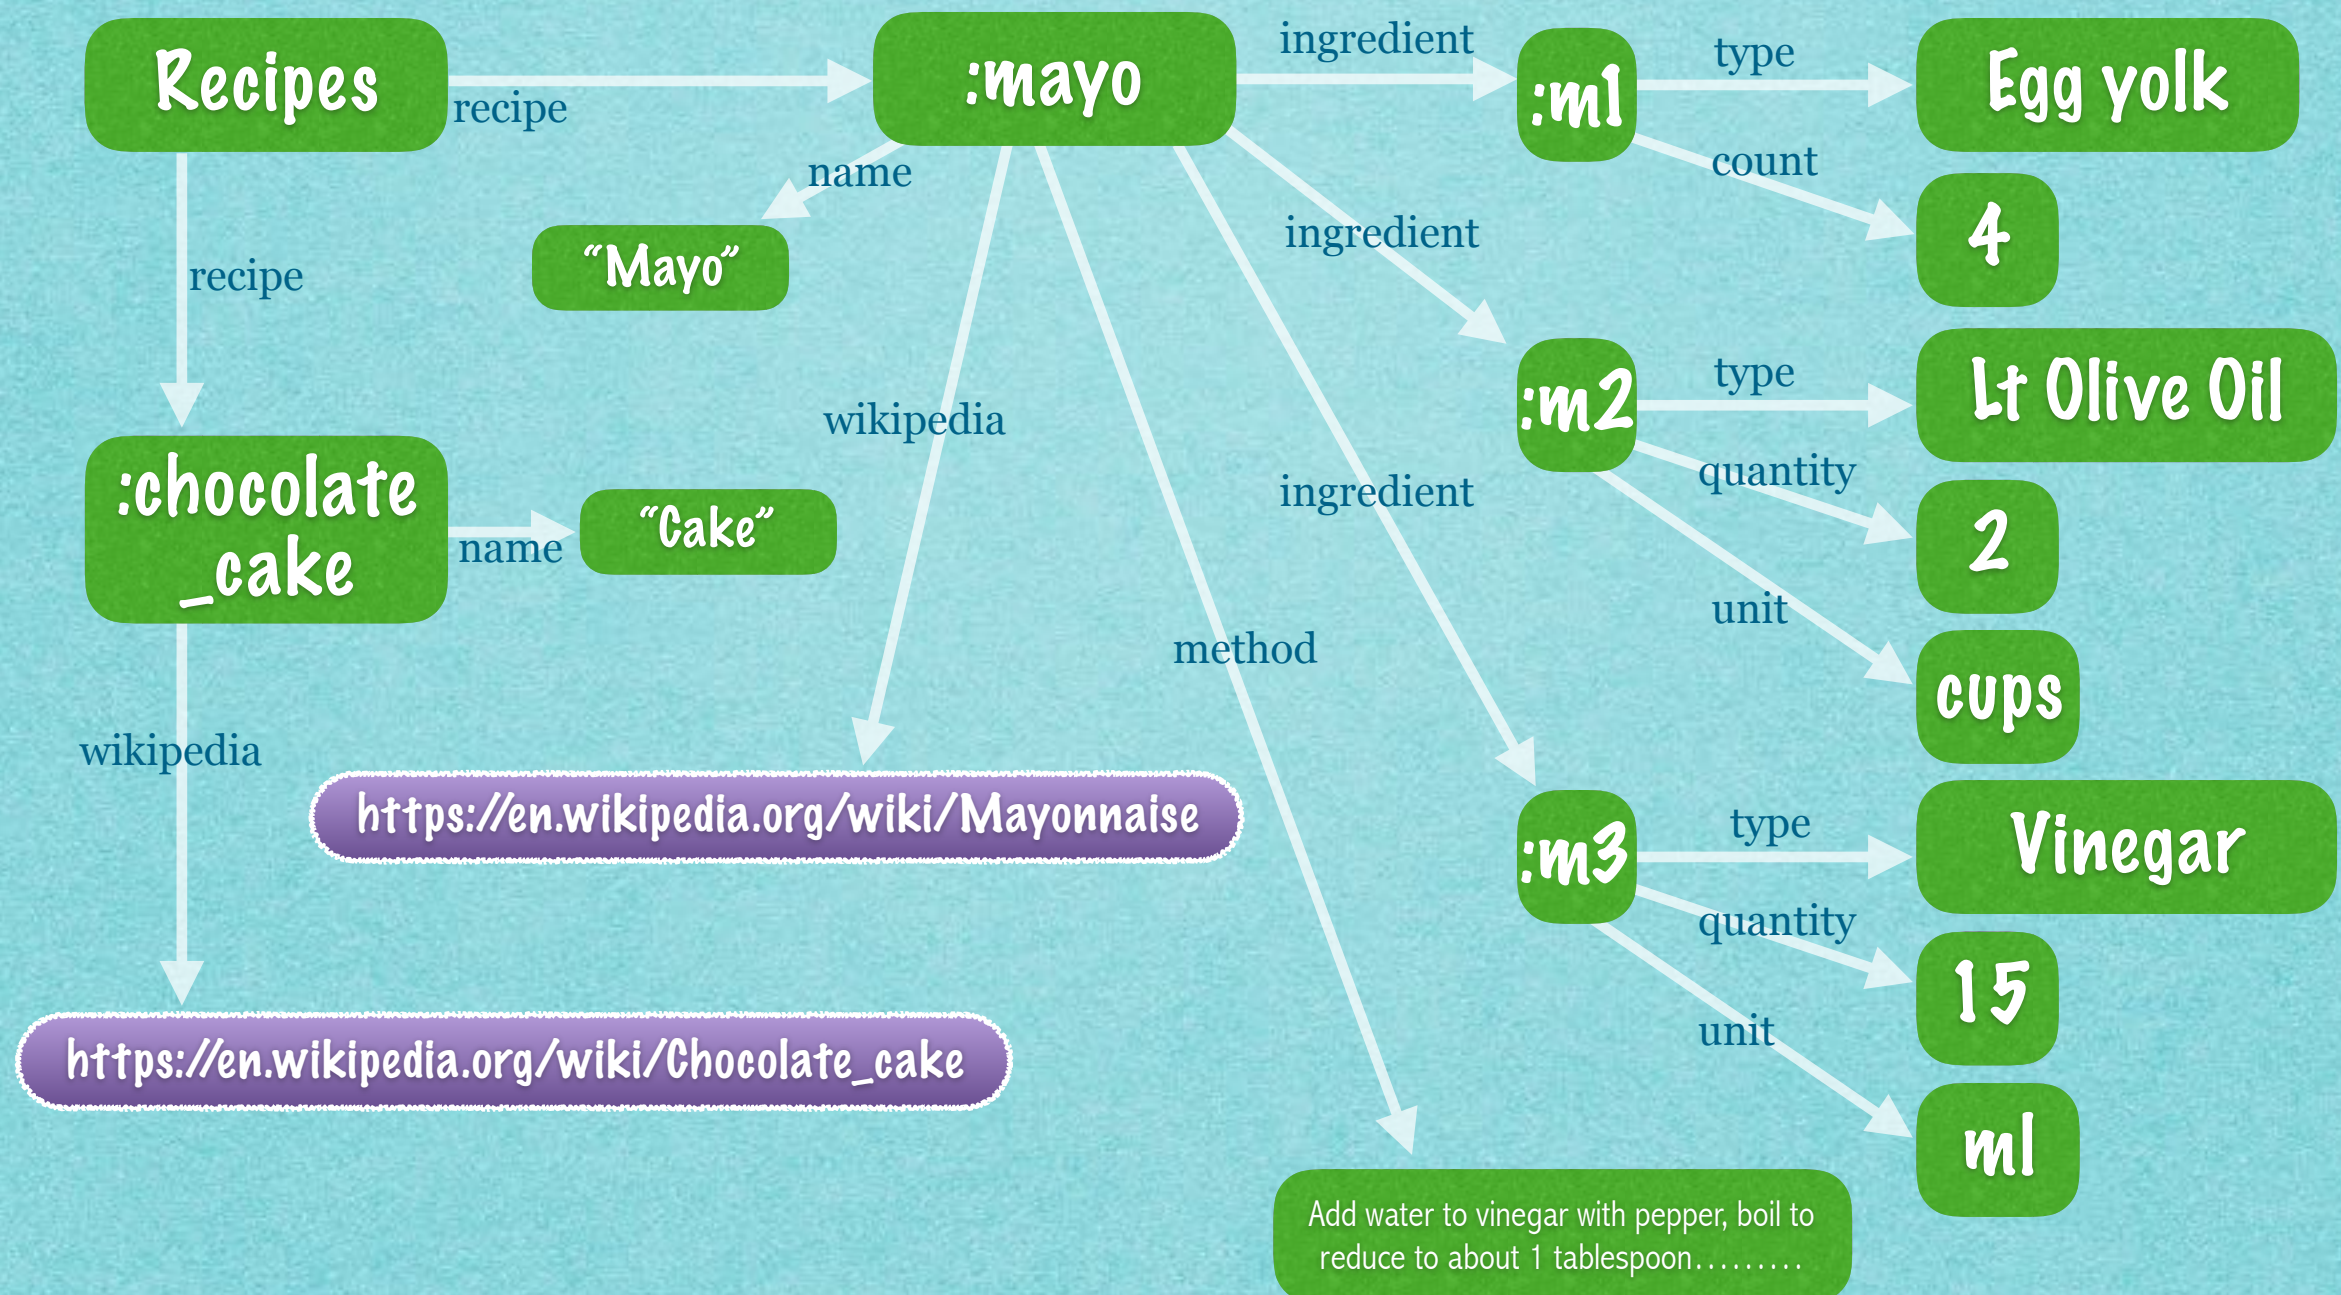 Recipes
recipe
:mayo
ingredient
:m1
type
Egg yolk
count
4
name
“Mayo”
recipe
ingredient
:m2
type
Lt Olive Oil
quantity
2
unit
cups
wikipedia
:chocolate
_cake
name
“Cake”
ingredient
method
wikipedia
https://en.wikipedia.org/wiki/Mayonnaise
:m3
type
Vinegar
quantity
15
unit
ml
https://en.wikipedia.org/wiki/Chocolate_cake
Add water to vinegar with pepper, boil to
reduce to about 1 tablespoon.........